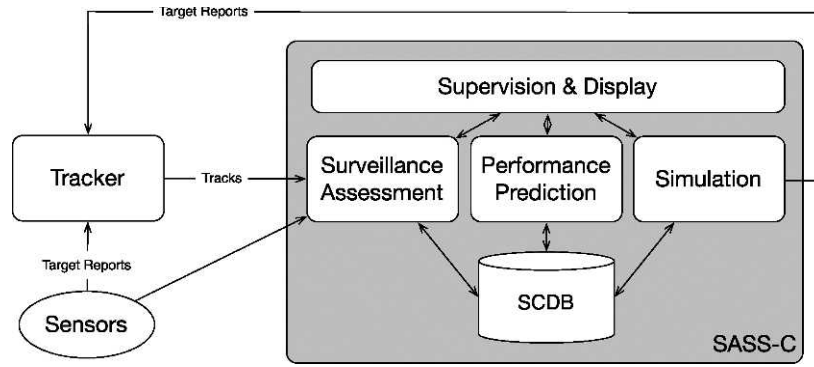 Target Reports
Supervision & Display
Tracker
Tracks
Surveillance
Assessment
Performance
Prediction
Simulation
Target Reports
Sensors
SCDB
SASS-C